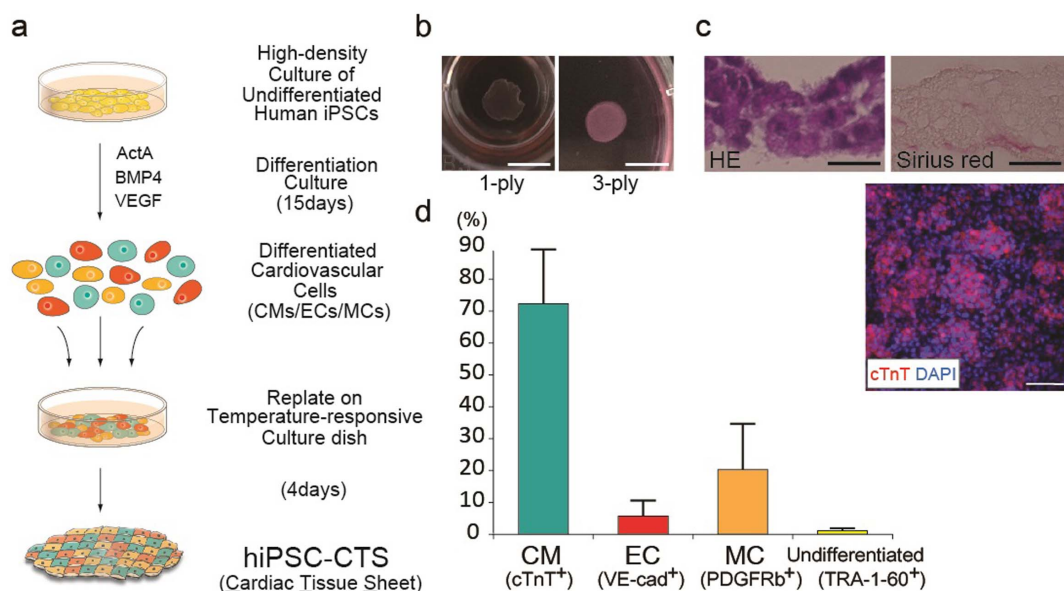 a
High-density
Culture of
Undifferentiated
Human iPSCs
ActA
BMP4
VEGF
Differentiation
Culture
(15days)
Differentiated
Cardiovascular
Cells
(CMs/ECs/MCs)
Replate on
Temperature-responsive
Culture dish
(4days)
hiPSC-CTS
(Cardiac Tissue Sheet)
b
1-ply
3-ply
c
HE
Sirius red
cTnT DAPI
d
(%)
90
80
70
60
50
40
30
20
10
0
CM
(cTnT+)
EC
(VE-cad+)
MC
(PDGFRb+)
Undifferentiated
(TRA-1-60+)